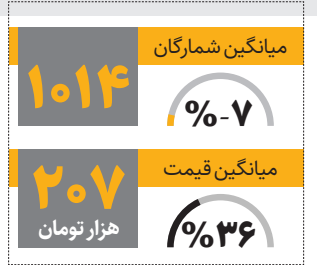 میانگین شمارگان
۱۰۱۴
%-۷
میانگین قیمت
۲۰۷
هزار تومان
%۳۶